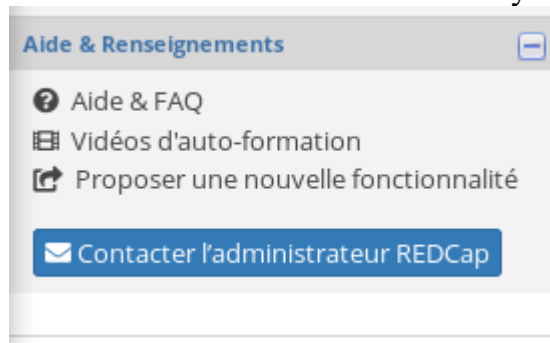 Aide & Renseignements
Aide & FAQ
Vidéos d'auto-formation
Proposer une nouvelle fonctionnalité
Contacter l’administrateur REDCap